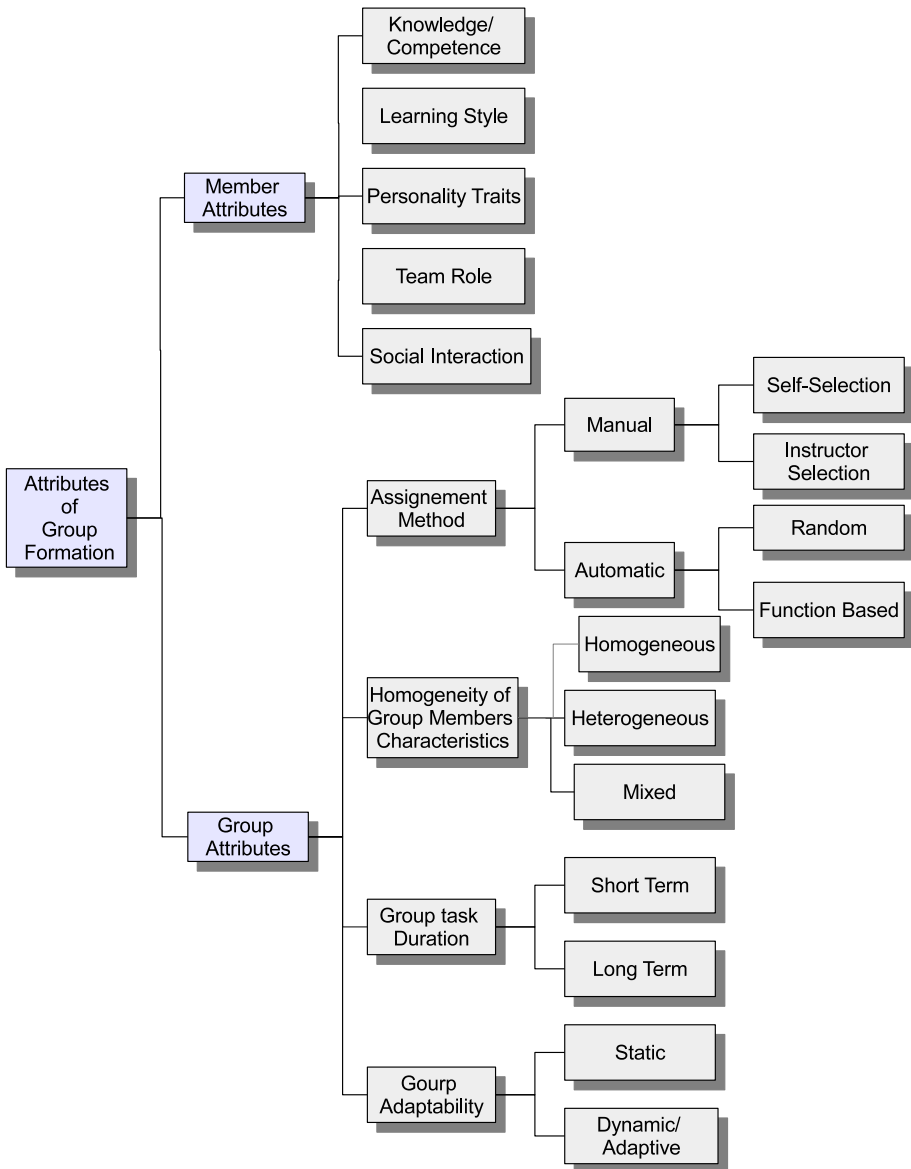 Attributes
of
Group
Formation
Member
Attributes
Knowledge/
Competence
Learning Style
Personality Traits
Team Role
Social Interaction
Group
Attributes
Assignement
Method
Manual
Self-Selection
Instructor
Selection
Automatic
Random
Function Based
Homogeneity of
Group Members
Characteristics
Homogeneous
Heterogeneous
Mixed
Group task
Duration
Short Term
Long Term
Gourp
Adaptability
Static
Dynamic/
Adaptive